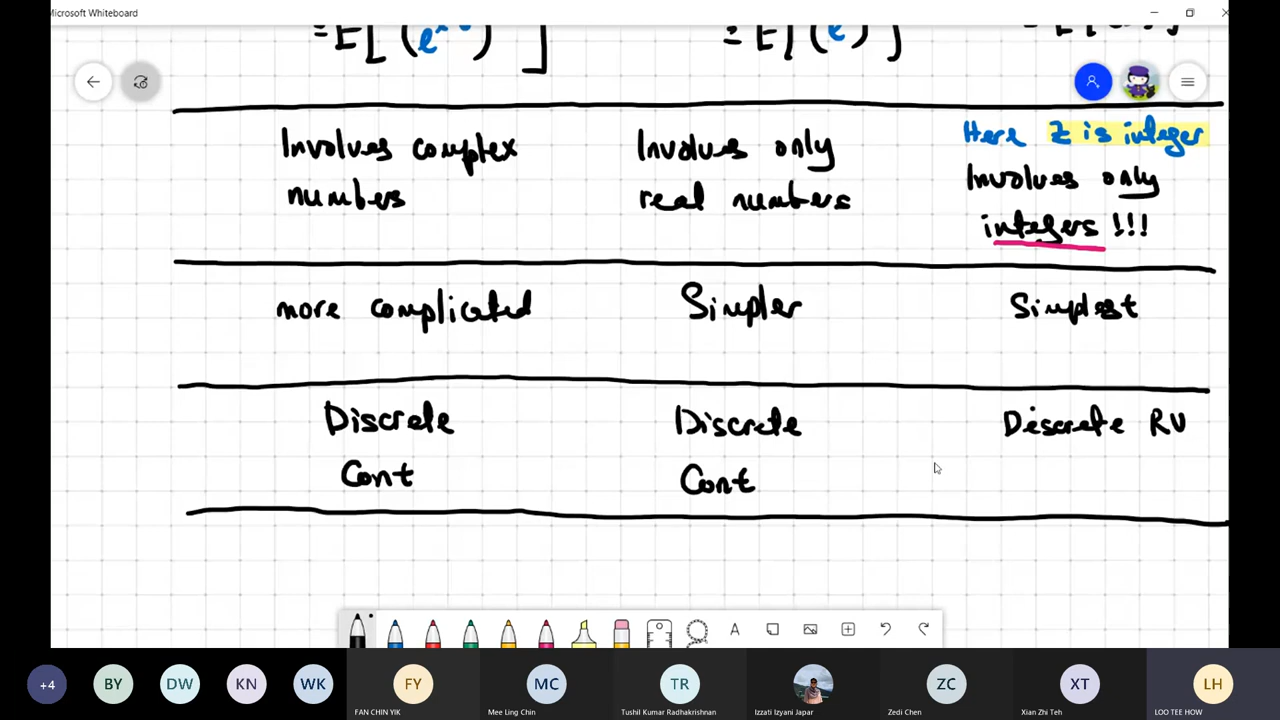 Microsoft Whiteboard
Involves complex
numbers
Involves only
real numbers
Here Z is integer
Involves only
integers !!!
more complicated
Simpler
Simplest
Discrete
Cont
Discrete
Cont
Discrete RV
A
+4
BY
DW
KN
WK
FY
FAN CHIN YIK
MC
Mee Ling Chin
TR
Tushil Kumar Radhakrishnan
Izzati Izyani Japar
ZC
Zedi Chen
XT
Xian Zhi Teh
LH
LOO TEE HOW